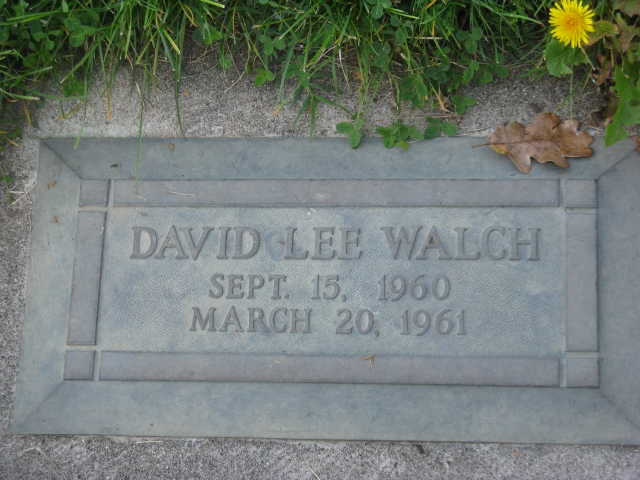 DAVID LEE WALCH
SEPT. 15, 1960
MARCH 20, 1961